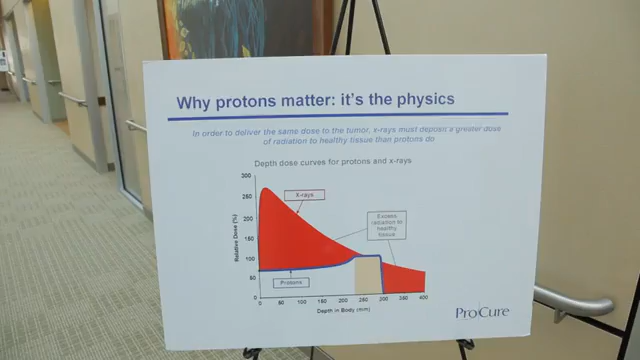 Why protons matter: it's the physics
In order to deliver the same dose to the tumor, x-rays must deposit a greater dose
of radiation to healthy tissue than protons do
Depth dose curves for protons and x-rays
300
250
200
150
100
50
0
Relative Dose (%)
X-rays
Excess
radiation to
healthy
tissue
Protons
0 50 100 150 200 250 300 350 400
Depth in Body (mm)
ProCure